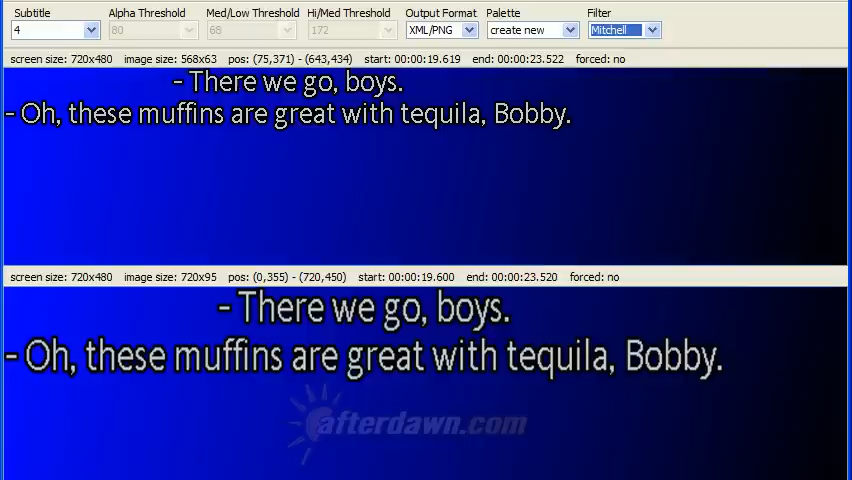 Subtitle Alpha Threshold Med/Low Threshold Hi/Med Threshold Output Format Palette Filter
4 80 68 172 XML/PNG create new Mitchell
screen size: 720x480 image size: 568x63 pos: (75,371) - (643,434) start: 00:00:19.619 end: 00:00:23.522 forced: no
- There we go, boys.
- Oh, these muffins are great with tequila, Bobby.
screen size: 720x480 image size: 720x95 pos: (0,355) - (720,450) start: 00:00:19.600 end: 00:00:23.520 forced: no
- There we go, boys.
- Oh, these muffins are great with tequila, Bobby.
afterdawn.com